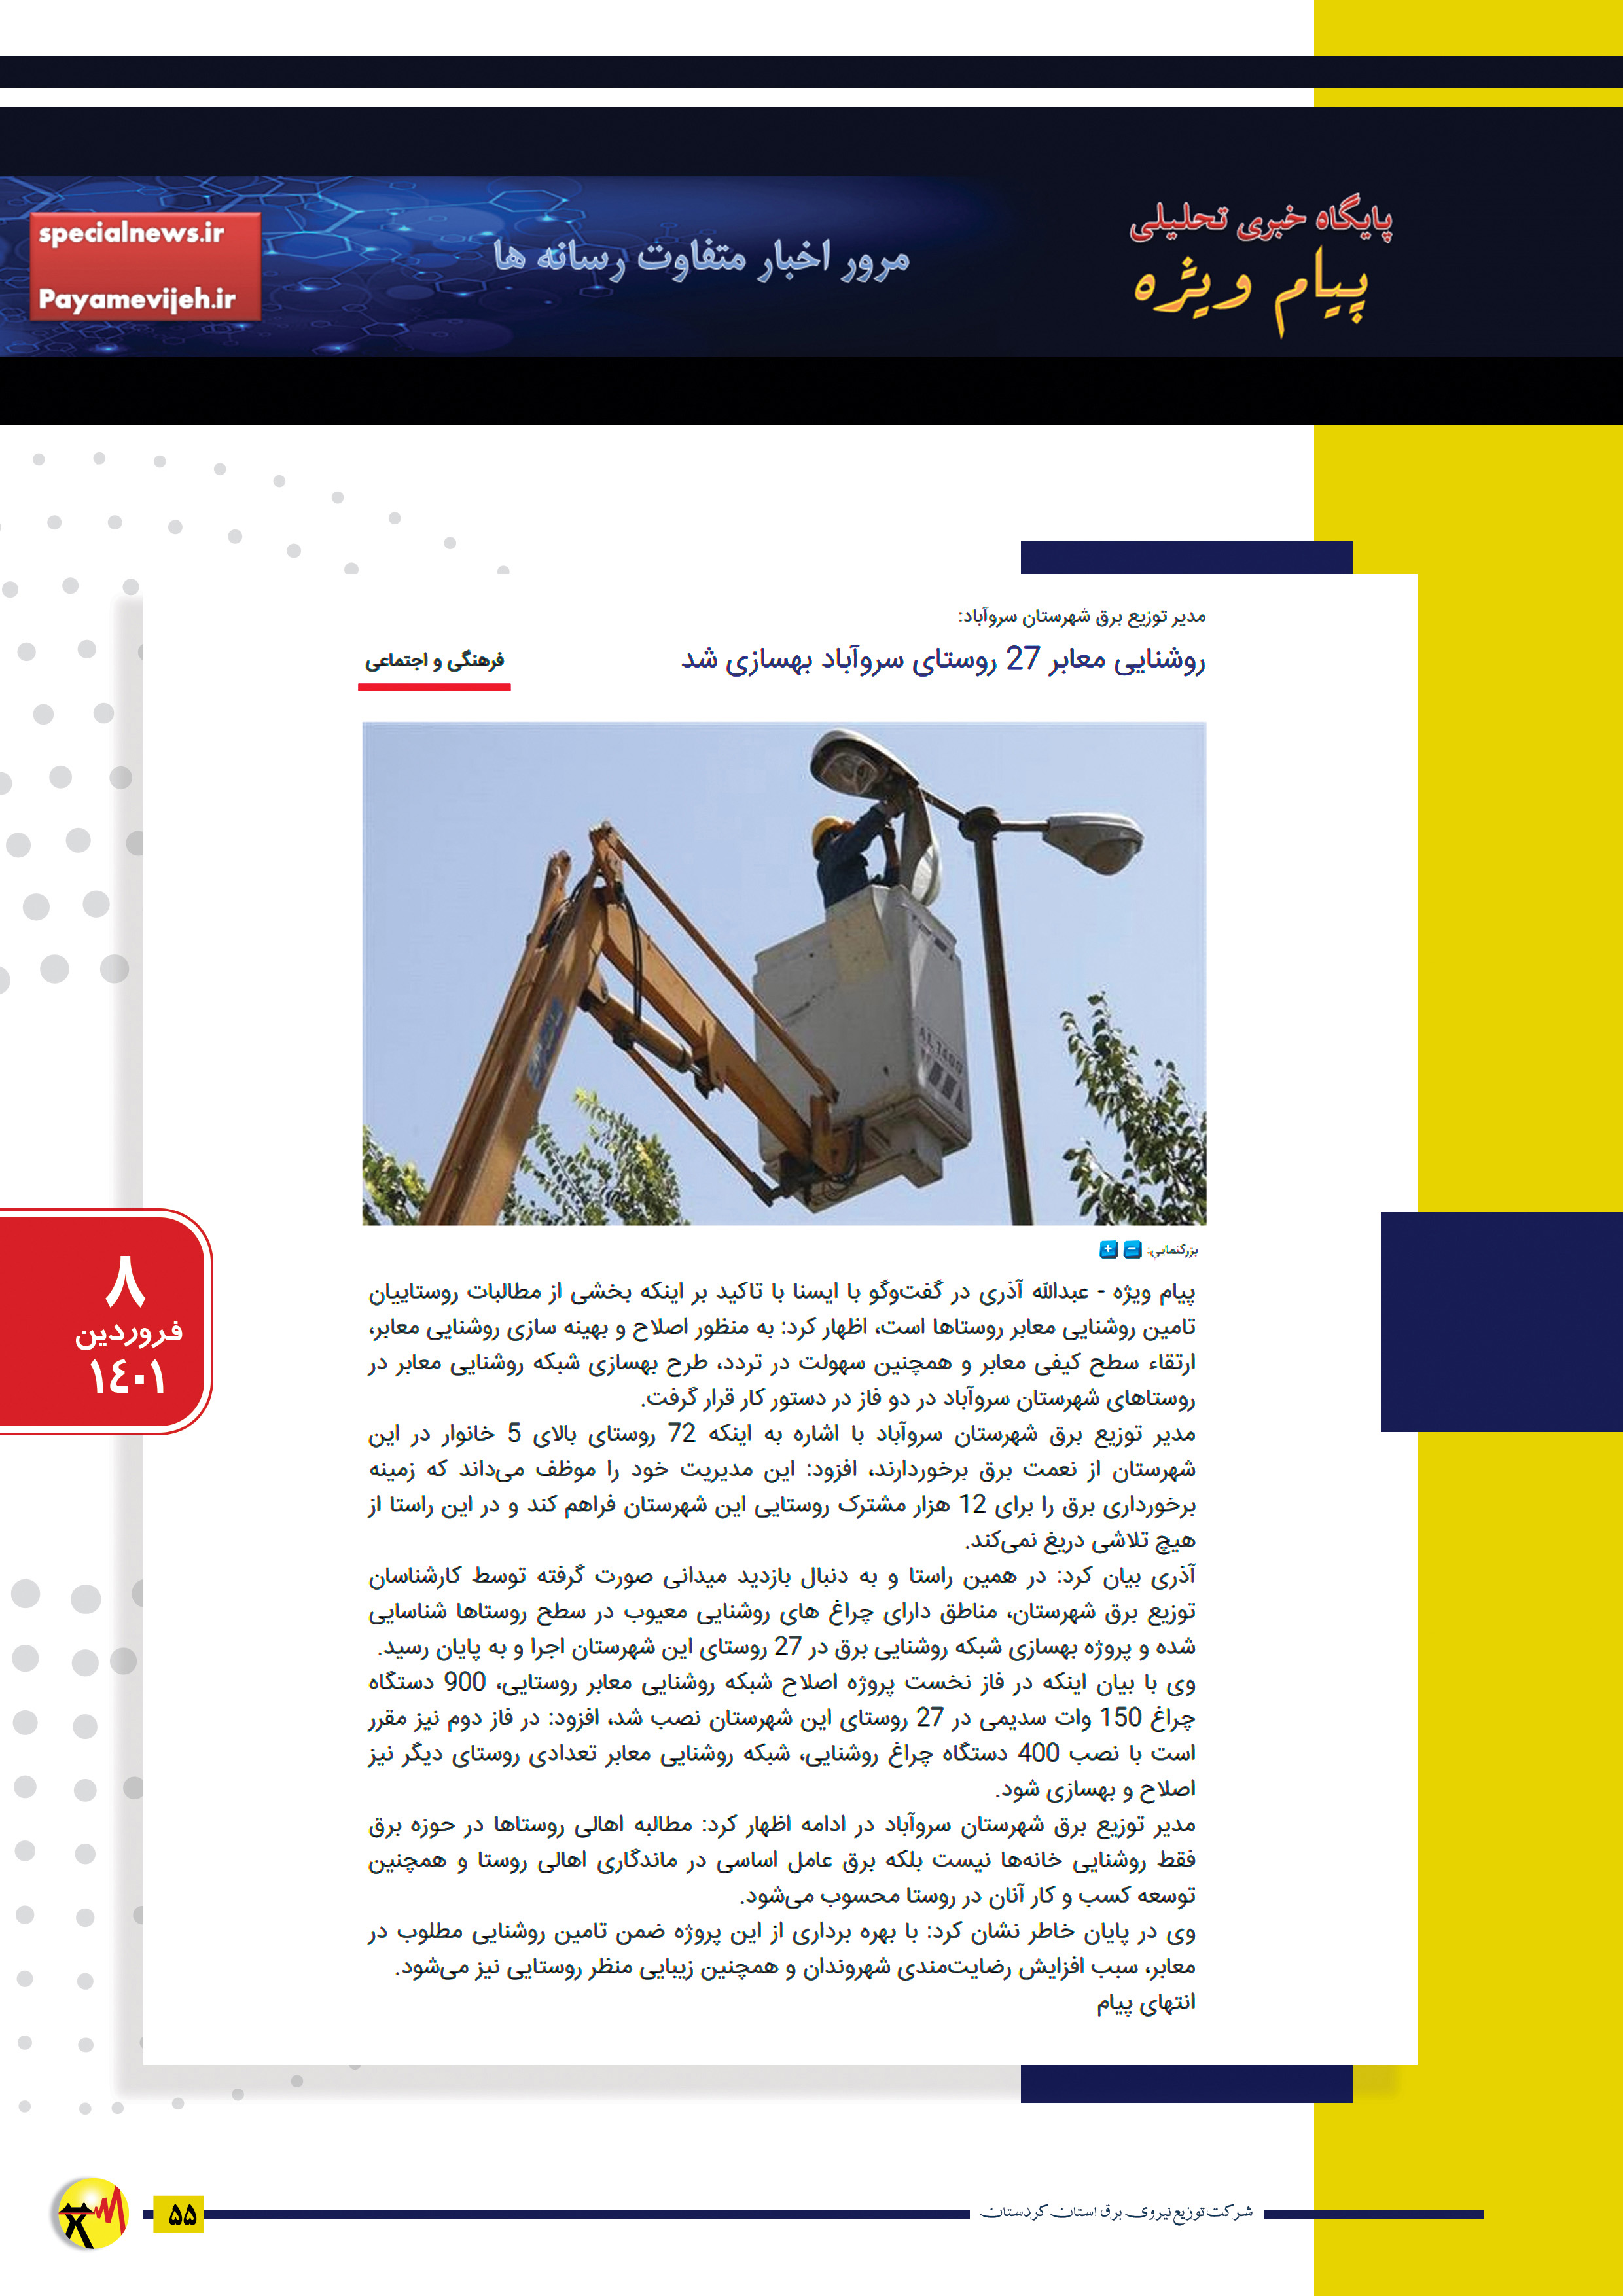 پایگاه خبری تحلیلی
پیام ویژه
مرور اخبار متفاوت رسانه ها
specialnews.ir
Payamevijeh.ir
مدیر توزیع برق شهرستان سروآباد:
روشنایی معابر 27 روستای سروآباد بهسازی شد
فرهنگی و اجتماعی
بزرگنمایی:
پیام ویژه - عبدالله آذری در گفت‌وگو با ایسنا با تاکید بر اینکه بخشی از مطالبات روستاییان
تامین روشنایی معابر روستاها است، اظهار کرد: به منظور اصلاح و بهینه سازی روشنایی معابر،
ارتقاء سطح کیفی معابر و همچنین سهولت در تردد، طرح بهسازی شبکه روشنایی معابر در
روستاهای شهرستان سروآباد در دو فاز در دستور کار قرار گرفت.
مدیر توزیع برق شهرستان سروآباد با اشاره به اینکه 72 روستای بالای 5 خانوار در این
شهرستان از نعمت برق برخوردارند، افزود: این مدیریت خود را موظف می‌داند که زمینه
برخورداری برق را برای 12 هزار مشترک روستایی این شهرستان فراهم کند و در این راستا از
هیچ تلاشی دریغ نمی‌کند.
آذری بیان کرد: در همین راستا و به دنبال بازدید میدانی صورت گرفته توسط کارشناسان
توزیع برق شهرستان، مناطق دارای چراغ های روشنایی معیوب در سطح روستاها شناسایی
شده و پروژه بهسازی شبکه روشنایی برق در 27 روستای این شهرستان اجرا و به پایان رسید.
وی با بیان اینکه در فاز نخست پروژه اصلاح شبکه روشنایی معابر روستایی، 900 دستگاه
چراغ 150 وات سدیمی در 27 روستای این شهرستان نصب شد، افزود: در فاز دوم نیز مقرر
است با نصب 400 دستگاه چراغ روشنایی، شبکه روشنایی معابر تعدادی روستای دیگر نیز
اصلاح و بهسازی شود.
مدیر توزیع برق شهرستان سروآباد در ادامه اظهار کرد: مطالبه اهالی روستاها در حوزه برق
فقط روشنایی خانه‌ها نیست بلکه برق عامل اساسی در ماندگاری اهالی روستا و همچنین
توسعه کسب و کار آنان در روستا محسوب می‌شود.
وی در پایان خاطر نشان کرد: با بهره برداری از این پروژه ضمن تامین روشنایی مطلوب در
معابر، سبب افزایش رضایت‌مندی شهروندان و همچنین زیبایی منظر روستایی نیز می‌شود.
انتهای پیام
۸
فروردین
۱٤۰۱
شرکت توزیع نیروی برق استان کردستان
۵۵